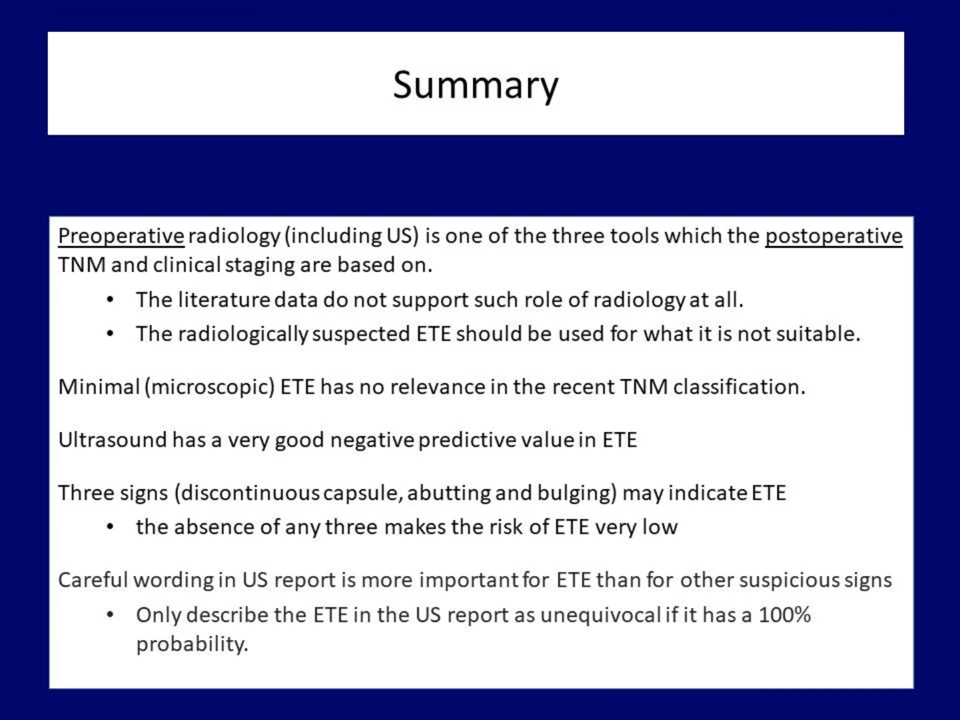 Summary
Preoperative radiology (including US) is one of the three tools which the postoperative
TNM and clinical staging are based on.
• The literature data do not support such role of radiology at all.
• The radiologically suspected ETE should be used for what it is not suitable.
Minimal (microscopic) ETE has no relevance in the recent TNM classification.
Ultrasound has a very good negative predictive value in ETE
Three signs (discontinuous capsule, abutting and bulging) may indicate ETE
• the absence of any three makes the risk of ETE very low
Careful wording in US report is more important for ETE than for other suspicious signs
• Only describe the ETE in the US report as unequivocal if it has a 100%
probability.